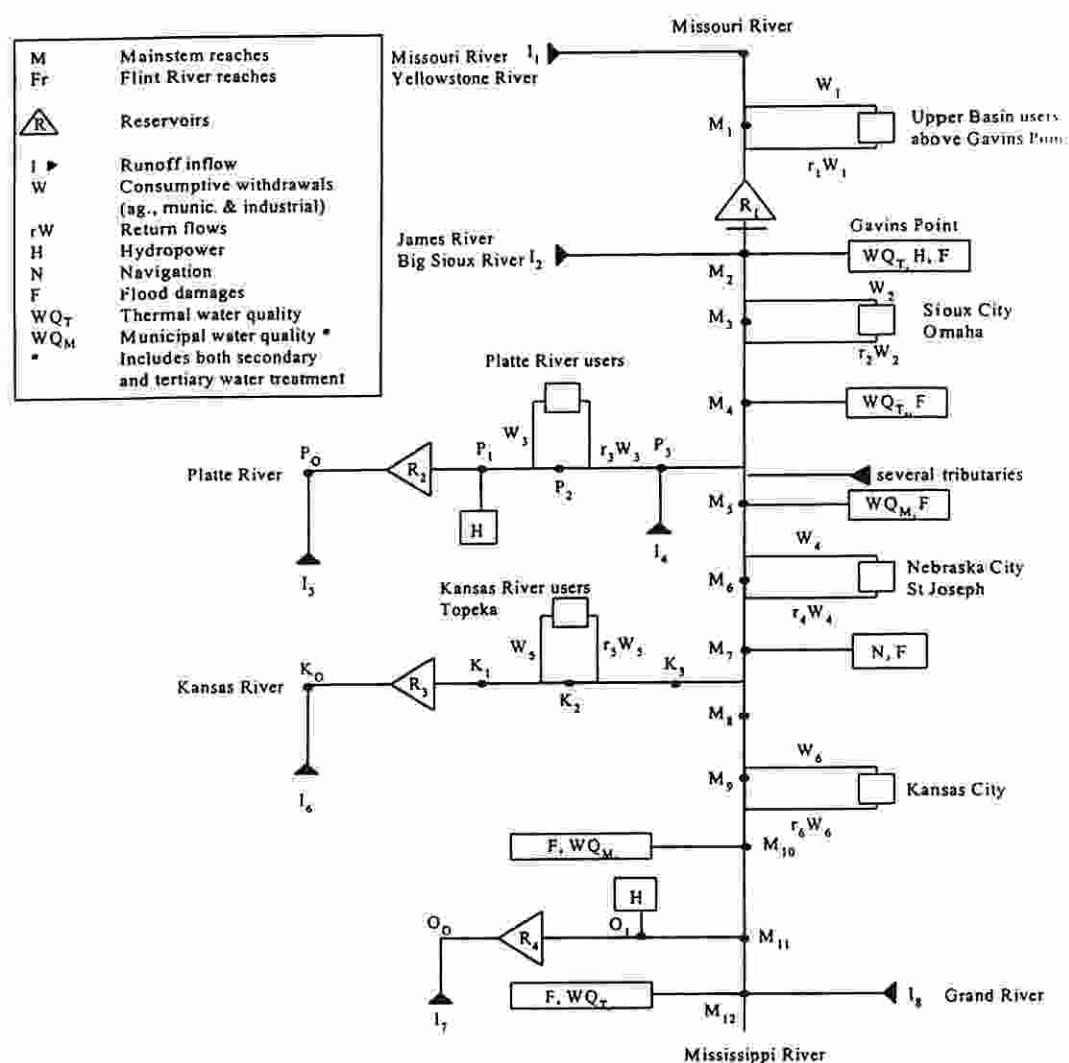 Missouri River
M Mainstem reaches
Fr Flint River reaches
R Reservoirs
I Runoff inflow
W Consumptive withdrawals
(ag., munic. & industrial)
rW Return flows
H Hydropower
N Navigation
F Flood damages
WQT Thermal water quality
WQM Municipal water quality *
* Includes both secondary
and tertiary water treatment
Missouri River
Yellowstone River
I1
W1
M1
Upper Basin users
above Gavins
r1W1
R1
James River
Big Sioux River I2
M2
Gavins Point
WQT, H, F
W2
M3
Sioux City
Omaha
r2W2
M4
WQT, F
Platte River users
W3
r3W3
P0
Platte River
R2
P1
P2
P3
H
I4
several tributaries
M5
WQM, F
W4
M6
Nebraska City
St Joseph
r4W4
Kansas River users
Topeka
W5
r5W5
M7
N, F
K0
Kansas River
R3
K1
K2
K3
M8
I6
W6
M9
Kansas City
r6W6
F, WQM
M10
H
O0
R4
O1
M11
I7
F, WQT
M12
I8 Grand River
Mississippi River